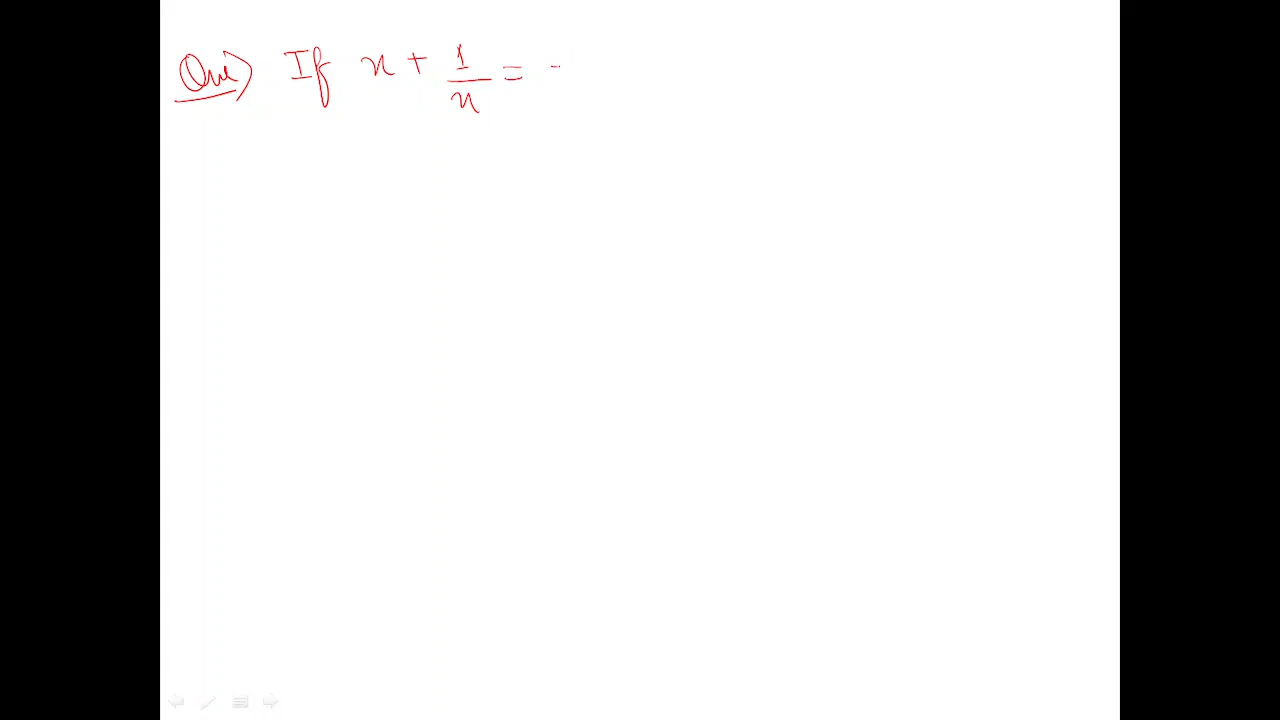 Que) If x + 1/x = -